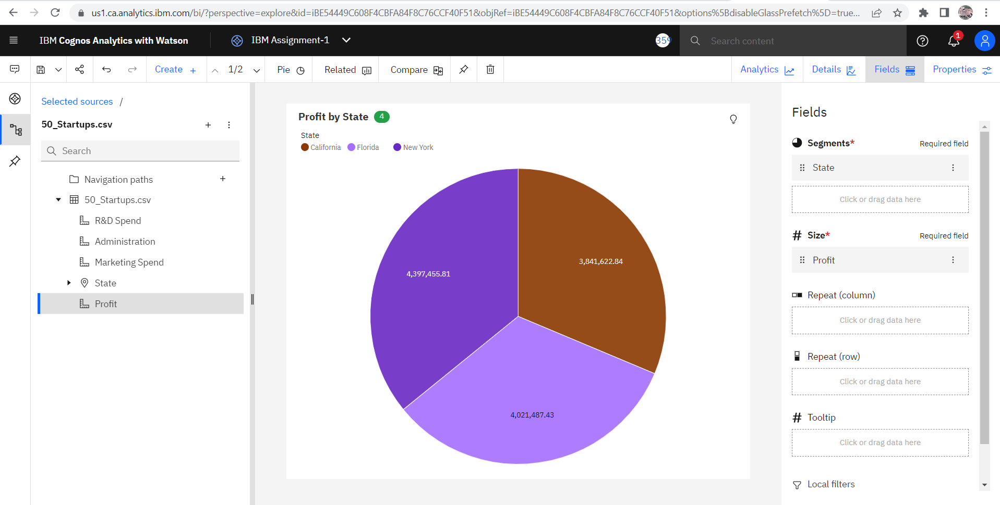 us1.ca.analytics.ibm.com/bi/?perspective=explore&id=iBE54449C608F4CBFA84F8C76CCF40F51&objRef=iBE54449C608F4CBFA84F8C76CCF40F51&options%5BdisableGlassPrefetch%5D=true...
IBM Cognos Analytics with Watson
IBM Assignment-1
359
Search content
1
Create +
1/2
Pie
Related
Compare
Analytics
Details
Fields
Properties
Selected sources /
50_Startups.csv
Search
Navigation paths
50_Startups.csv
R&D Spend
Administration
Marketing Spend
State
Profit
Profit by State 4
State
California Florida New York
3,841,622.84
4,397,455.81
4,021,487.43
Fields
Segments* Required field
State
Click or drag data here
# Size* Required field
Profit
Repeat (column)
Click or drag data here
Repeat (row)
Click or drag data here
# Tooltip
Click or drag data here
Local filters